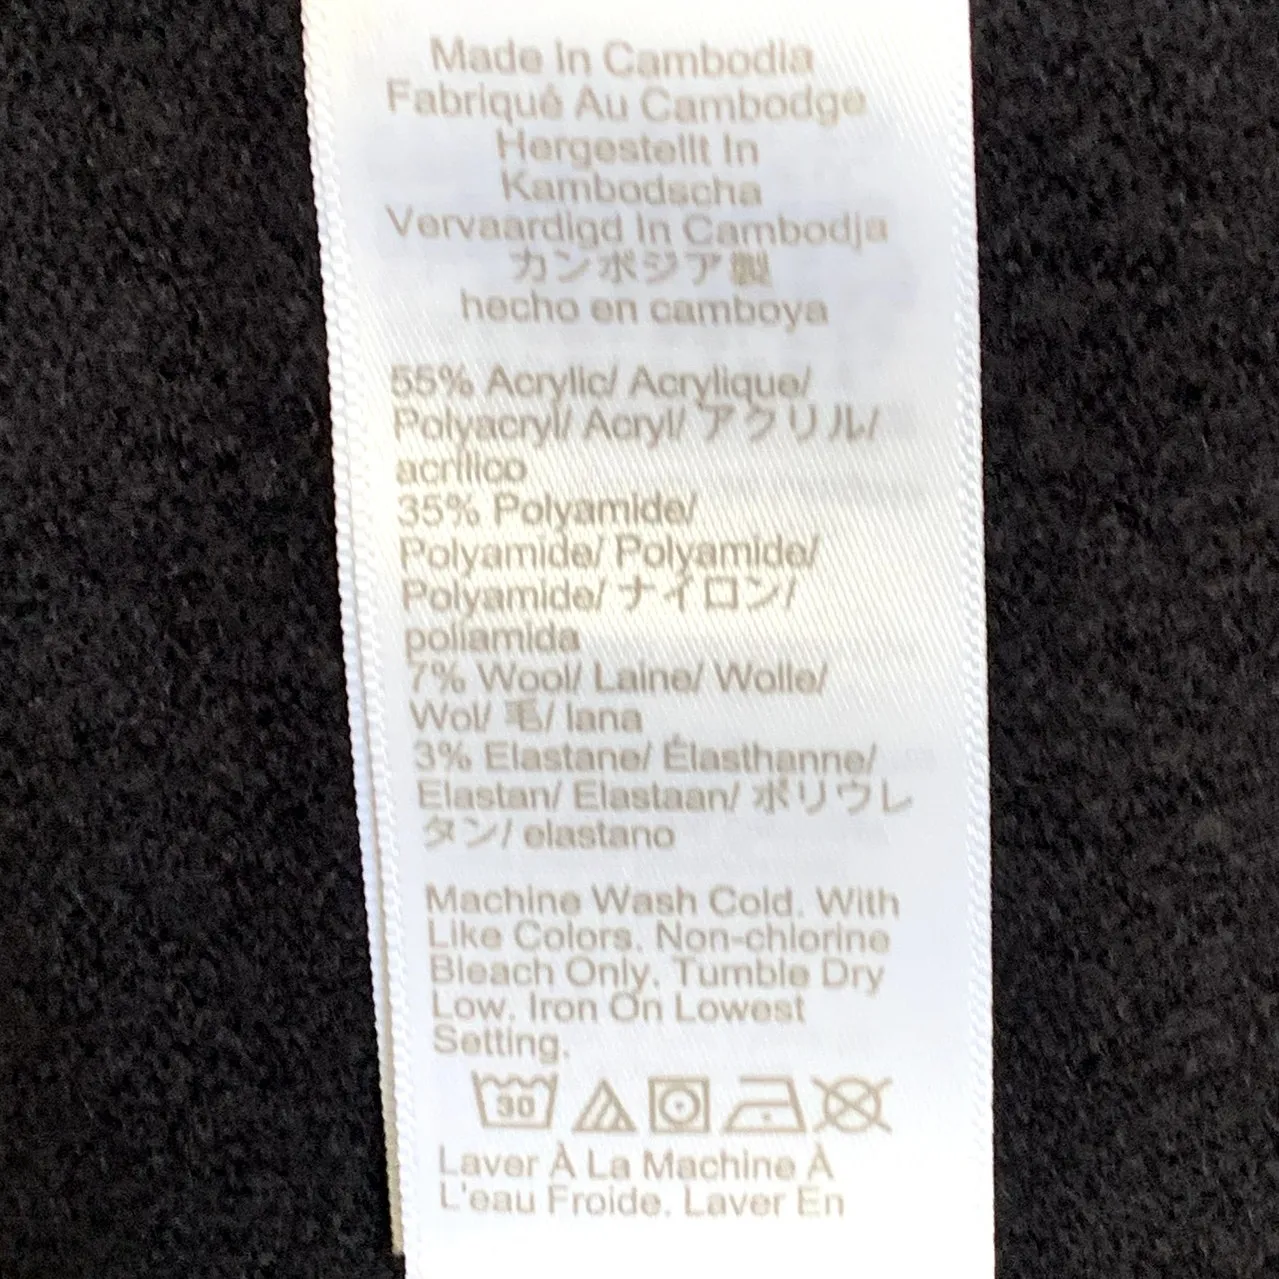 Made In Cambodia
Fabriqué Au Cambodge
Hergestellt In
Kambodscha
Vervaardigd In Cambodja
カンボジア製
hecho en camboya
55% Acrylic/ Acrylique/
Polyacryl/ Acryl/ アクリル/
acrílico
35% Polyamide/
Polyamide/ Polyamide/
Polyamide/ ナイロン/
poliamida
7% Wool/ Laine/ Wolle/
Wol/ 毛/ lana
3% Elastane/ Élasthanne/
Elastan/ Elastaan/ ポリウレ
タン/ elastano
Machine Wash Cold. With
Like Colors. Non-chlorine
Bleach Only. Tumble Dry
Low. Iron On Lowest
Setting.
30
Laver À La Machine À
L'eau Froide. Laver En